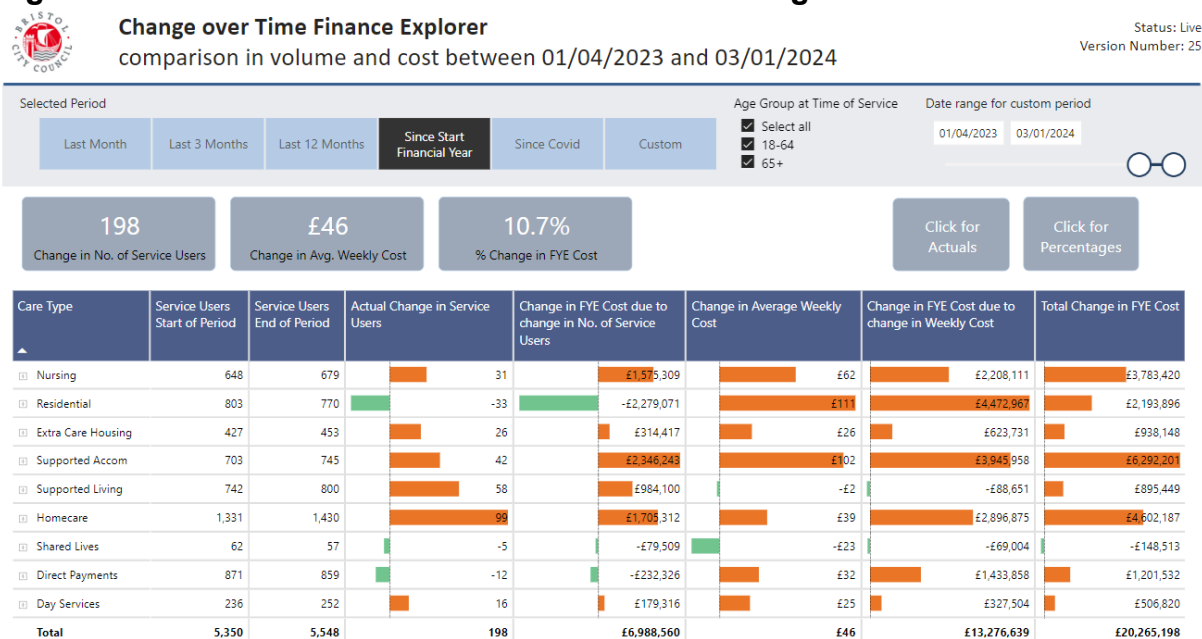 BRISTOL
CITY COUNCIL
Change over Time Finance Explorer
comparison in volume and cost between 01/04/2023 and 03/01/2024
Status: Live
Version Number: 25
Selected Period
Last Month
Last 3 Months
Last 12 Months
Since Start
Financial Year
Since Covid
Custom
Age Group at Time of Service
Select all
18-64
65+
Date range for custom period
01/04/2023 03/01/2024
198
Change in No. of Service Users
£46
Change in Avg. Weekly Cost
10.7%
% Change in FYE Cost
Click for
Actuals
Click for
Percentages
Care Type
Service Users
Start of Period
Service Users
End of Period
Actual Change in Service
Users
Change in FYE Cost due to
change in No. of Service
Users
Change in Average Weekly
Cost
Change in FYE Cost due to
change in Weekly Cost
Total Change in FYE Cost
Nursing 648 679 31 £1,575,309 £62 £2,208,111 £3,783,420
Residential 803 770 -33 -£2,279,071 £111 £4,472,967 £2,193,896
Extra Care Housing 427 453 26 £314,417 £26 £623,731 £938,148
Supported Accom 703 745 42 £2,346,243 £102 £3,945,958 £6,292,201
Supported Living 742 800 58 £984,100 -£2 -£88,651 £895,449
Homecare 1,331 1,430 99 £1,705,312 £39 £2,896,875 £4,602,187
Shared Lives 62 57 -5 -£79,509 -£23 -£69,004 -£148,513
Direct Payments 871 859 -12 -£232,326 £32 £1,433,858 £1,201,532
Day Services 236 252 16 £179,316 £25 £327,504 £506,820
Total 5,350 5,548 198 £6,988,560 £46 £13,276,639 £20,265,198